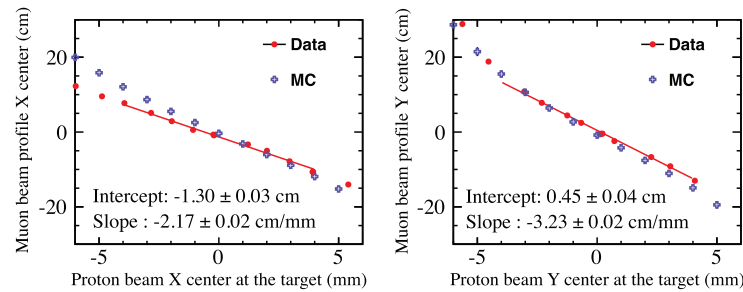 Muon beam profile X center (cm)
20
0
-20
Data
MC
Intercept: -1.30 ± 0.03 cm
Slope : -2.17 ± 0.02 cm/mm
-5
0
5
Proton beam X center at the target (mm)
Muon beam profile Y center (cm)
20
0
-20
Data
MC
Intercept: 0.45 ± 0.04 cm
Slope : -3.23 ± 0.02 cm/mm
-5
0
5
Proton beam Y center at the target (mm)